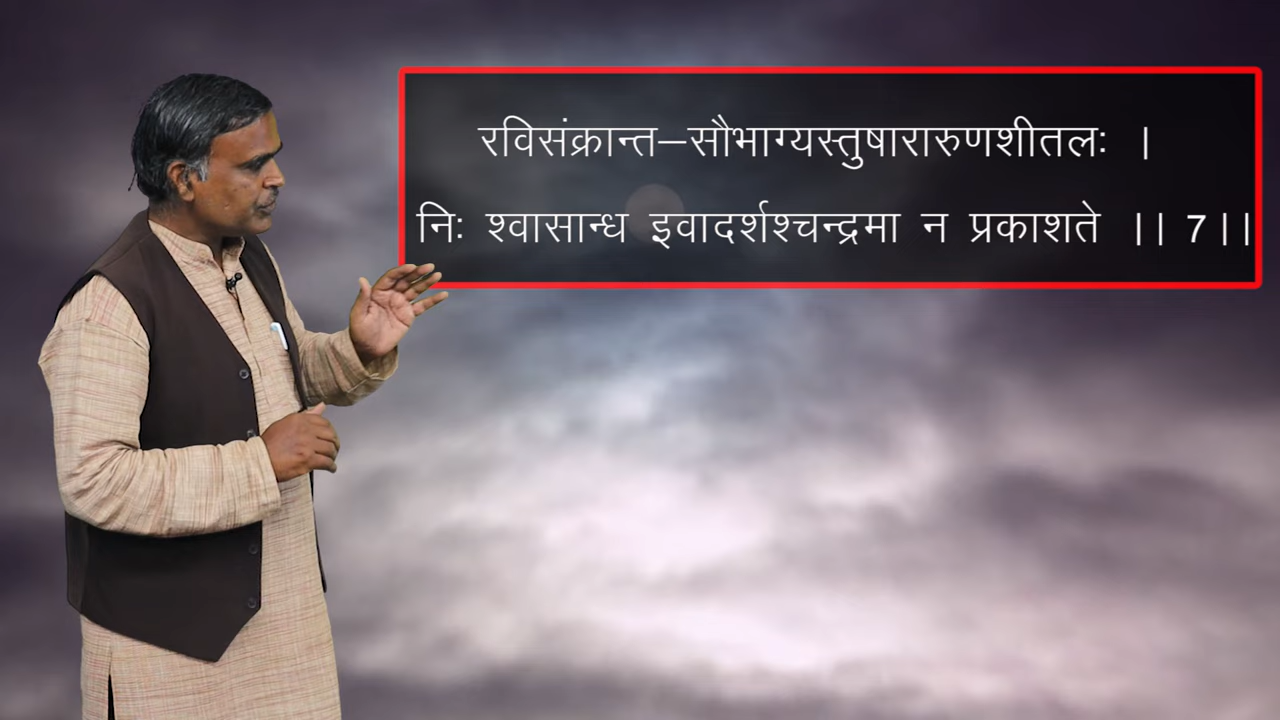 रविसंक्रान्त–सौभाग्यस्तुषारारुणशीतलः ।
निः श्वासान्ध इवादर्शश्चन्द्रमा न प्रकाशते ।। 7।।